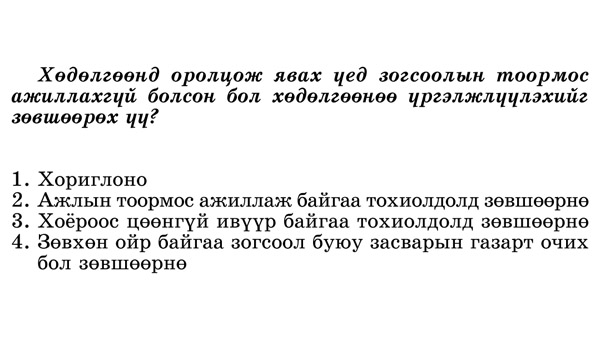 Хөдөлгөөнд оролцож явах үед зогсоолын тоормос
ажиллахгүй болсон бол хөдөлгөөнөө үргэлжлүүлэхийг
зөвшөөрөх үү?
1. Хориглоно
2. Ажлын тоормос ажиллаж байгаа тохиолдолд зөвшөөрнө
3. Хоёроос цөөнгүй ивүүр байгаа тохиолдолд зөвшөөрнө
4. Зөвхөн ойр байгаа зогсоол буюу засварын газарт очих
бол зөвшөөрнө